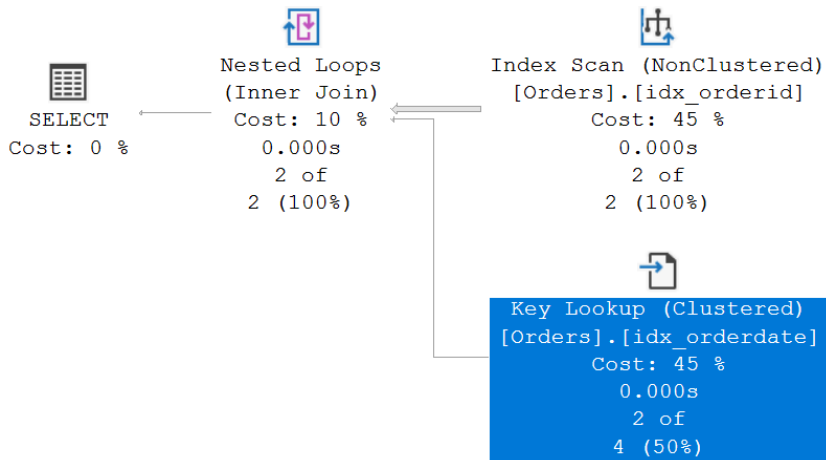 SELECT
Cost: 0 %
Nested Loops
(Inner Join)
Cost: 10 %
0.000s
2 of
2 (100%)
Index Scan (NonClustered)
[Orders].[idx_orderid]
Cost: 45 %
0.000s
2 of
2 (100%)
Key Lookup (Clustered)
[Orders].[idx_orderdate]
Cost: 45 %
0.000s
2 of
4 (50%)